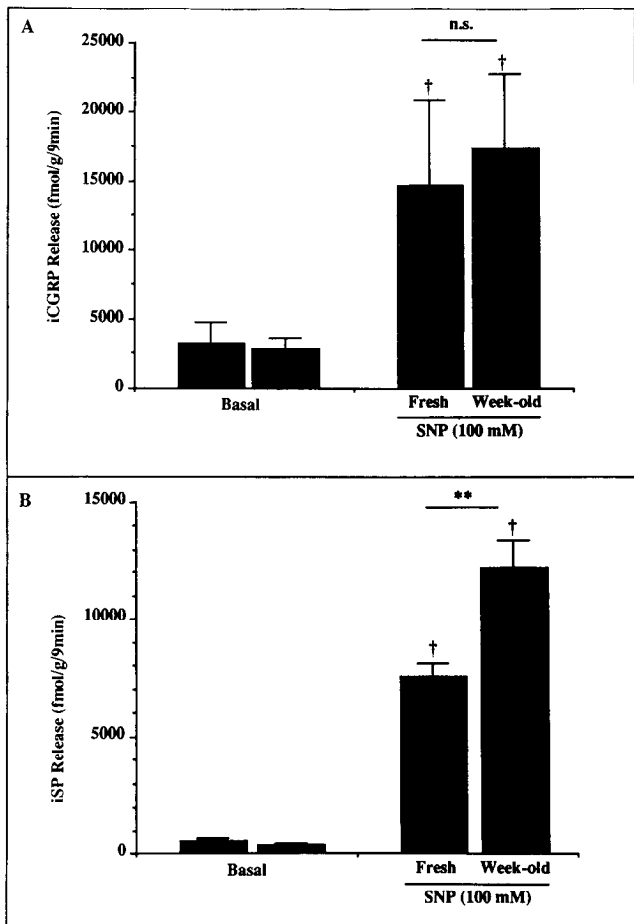 A
n.s.
† †
25000
20000
15000
10000
5000
0
iCGRP Release (fmol/g/9min)
Basal
Fresh Week-old
SNP (100 mM)
B
**
†
†
15000
10000
5000
0
iSP Release (fmol/g/9min)
Basal
Fresh Week-old
SNP (100 mM)